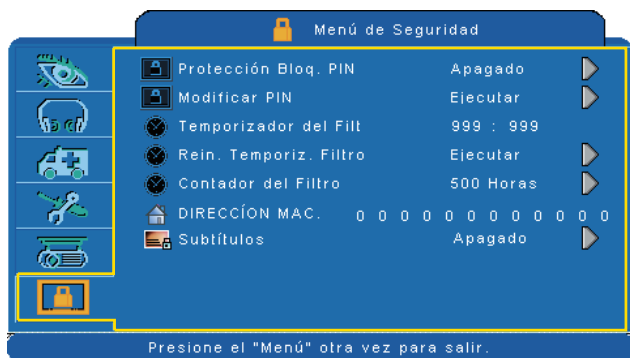 Menú de Seguridad
Protección Bloq. PIN Apagado
Modificar PIN Ejecutar
Temporizador del Filt 999 : 999
Rein. Temporiz. Filtro Ejecutar
Contador del Filtro 500 Horas
DIRECCÍON MAC. 0 0 0 0 0 0 0 0 0 0 0 0
Subtítulos Apagado
Presione el "Menú" otra vez para salir.